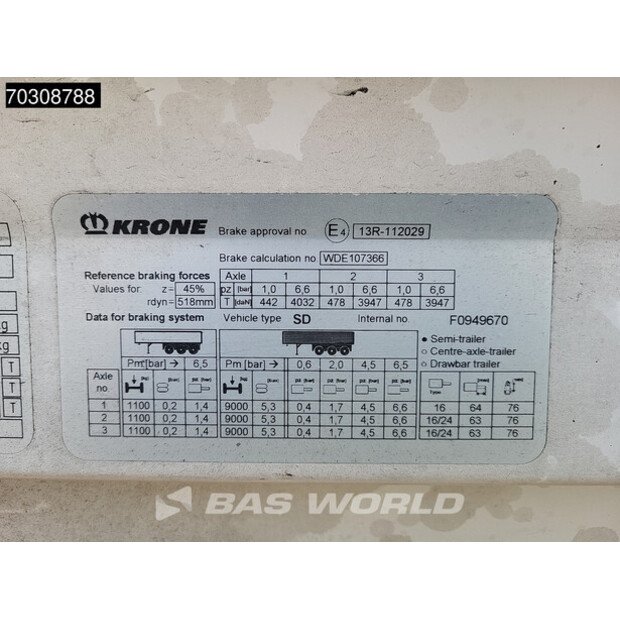 70308788
KRONE Brake approval no E4 13R-112029
Brake calculation no WDE107366
Reference braking forces Axle 1 2 3
Values for: z= 45% pz [bar] 1,0 6,6 1,0 6,6 1,0 6,6
rdyn= 518mm T [daN] 442 4032 478 3947 478 3947
Data for braking system Vehicle type SD Internal no. F0949670
Semi-trailer
Centre-axle-trailer
Drawbar trailer
Pm [bar] → 6,5 Pm [bar] → 0,6 2,0 4,5 6,5
Axle no.
1 1100 0,2 1,4 9000 5,3 0,4 1,7 4,5 6,6 16 64 76
2 1100 0,2 1,4 9000 5,3 0,4 1,7 4,5 6,6 16/24 63 76
3 1100 0,2 1,4 9000 5,3 0,4 1,7 4,5 6,6 16/24 63 76
kg
kg
T
T
T
BAS WORLD